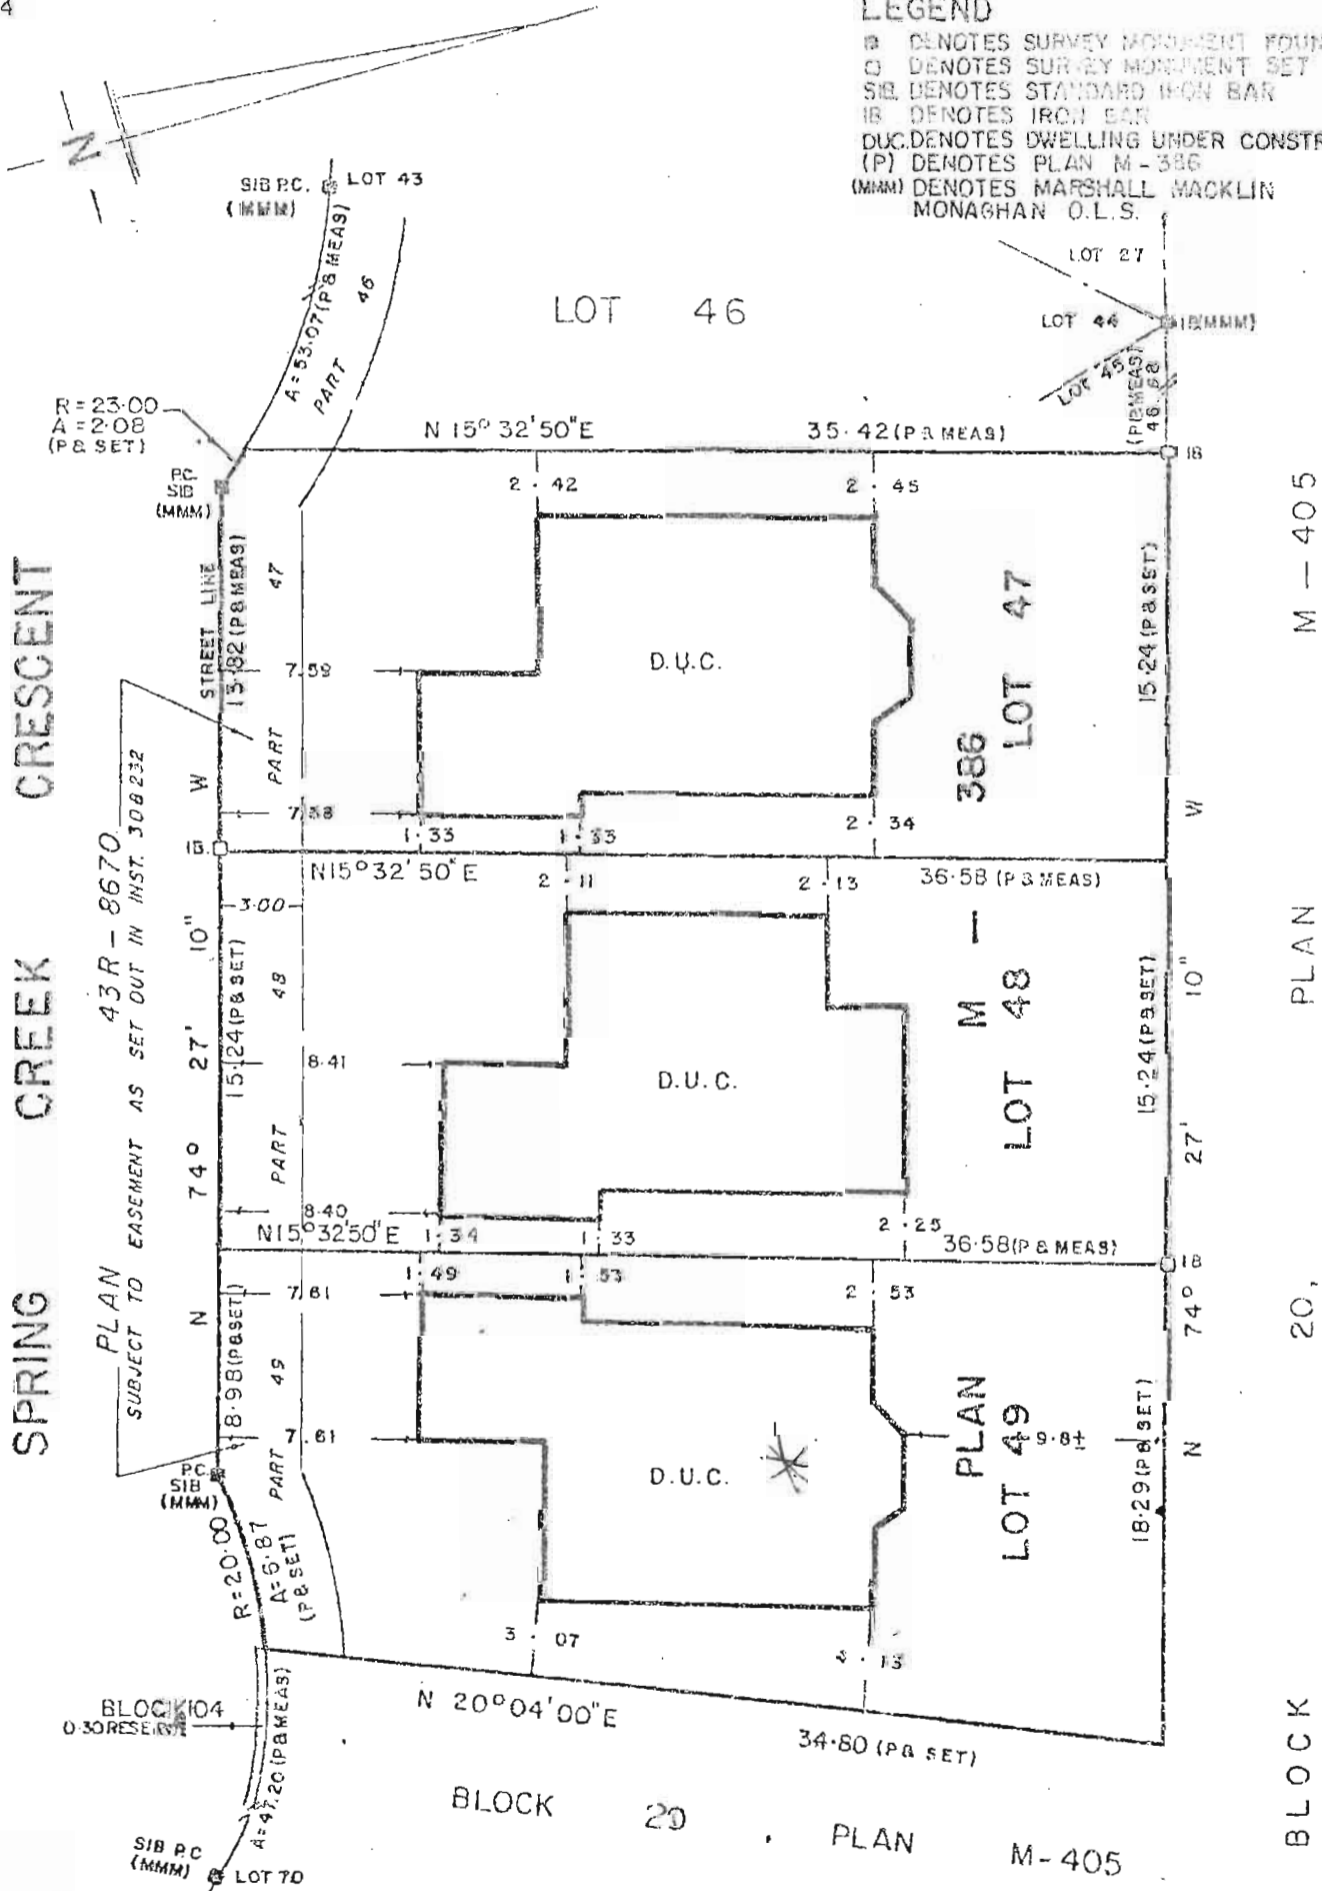 4
LEGEND
DENOTES SURVEY MONUMENT FOUN
DENOTES SURVEY MONUMENT SET
SIB. DENOTES STANDARD IRON BAR
IB DENOTES IRON BAR
DUC. DENOTES DWELLING UNDER CONSTR
(P) DENOTES PLAN M-386
(MMM) DENOTES MARSHALL MACKLIN
MONAGHAN O.L.S.
N
SIB P.C.
(MMM)
LOT 43
A=53.07 (P & MEAS)
PART 46
LOT 46
LOT 27
LOT 44
IB(MMM)
LOT 45
(P&MEAS)
46.68
R=23.00
A=2.08
(P & SET)
N 15° 32' 50" E
35.42 (P & MEAS)
IB
P.C.
SIB
(MMM)
2.42
2.45
STREET LINE
13.82 (P & MEAS)
47
PART
7.59
7.58
D.U.C.
LOT 47
15.24 (P & SET)
M-405
1.33
1.33
2.34
IB.
N15° 32' 50" E
36.58 (P & MEAS)
2.11
2.13
3.00
15.24 (P & SET)
48
PART
8.41
8.40
D.U.C.
LOT 48
15.24 (P & SET)
PLAN M-386
N 74° 27' 10" W
N 74° 27' 10" W
SPRING CREEK CRESCENT
PLAN 43R-8670
SUBJECT TO EASEMENT AS SET OUT IN INST. 308232
N15° 32' 50" E
1.34
1.33
2.25
36.58 (P & MEAS)
IB
1.49
1.53
2.53
7.61
8.98 (P & SET)
49
PART
7.61
D.U.C.
LOT 49
9.8±
18.29 (P & SET)
P.C.
SIB
(MMM)
R=20.00
A=6.87
(P & SET)
3.07
13
N 20° 04' 00" E
34.80 (P & SET)
BLOCK 104
0.30 RESERVE
A=47.20 (P & MEAS)
BLOCK 20, PLAN M-405
BLOCK 20, PLAN
SIB P.C
(MMM)
LOT 70